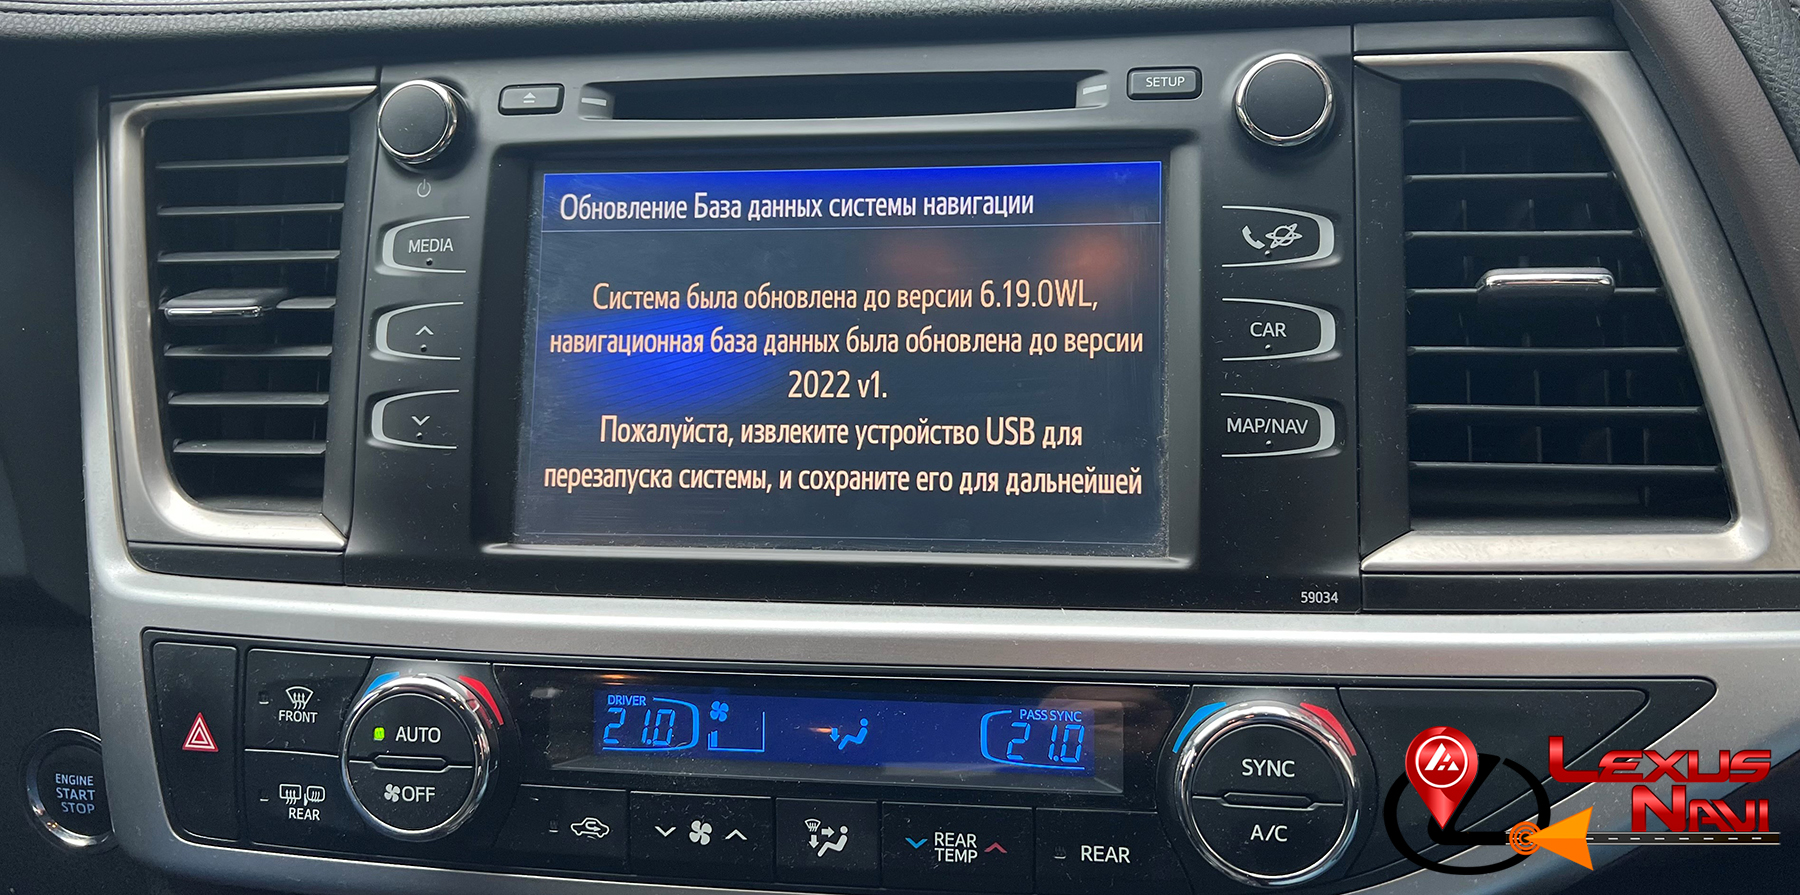 SETUP
Обновление База данных системы навигации
MEDIA
Система была обновлена до версии 6.19.0WL,
навигационная база данных была обновлена до версии
2022 v1.
Пожалуйста, извлеките устройство USB для
перезапуска системы, и сохраните его для дальнейшей
CAR
MAP/NAV
59034
FRONT
AUTO
OFF
REAR
ENGINE
START
STOP
DRIVER
21.0
PASS SYNC
21.0
SYNC
A/C
REAR
TEMP
REAR
LEXUS
NAVI